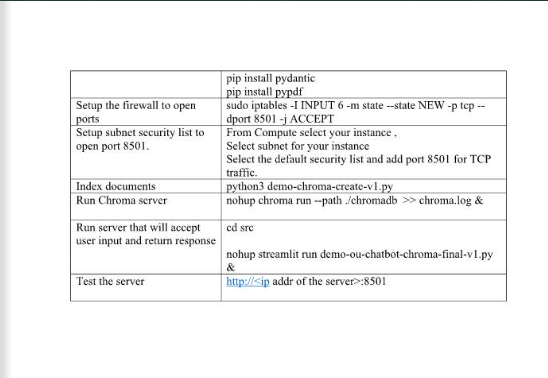 pip install pydantic
pip install pypdf
Setup the firewall to open
ports
sudo iptables -I INPUT 6 -m state --state NEW -p tcp --
dport 8501 -j ACCEPT
Setup subnet security list to
open port 8501.
From Compute select your instance ,
Select subnet for your instance
Select the default security list and add port 8501 for TCP
traffic.
Index documents
python3 demo-chroma-create-v1.py
Run Chroma server
nohup chroma run --path ./chromadb >> chroma.log &
Run server that will accept
user input and return response
cd src
nohup streamlit run demo-ou-chatbot-chroma-final-v1.py
&
Test the server
http://<ip addr of the server>:8501